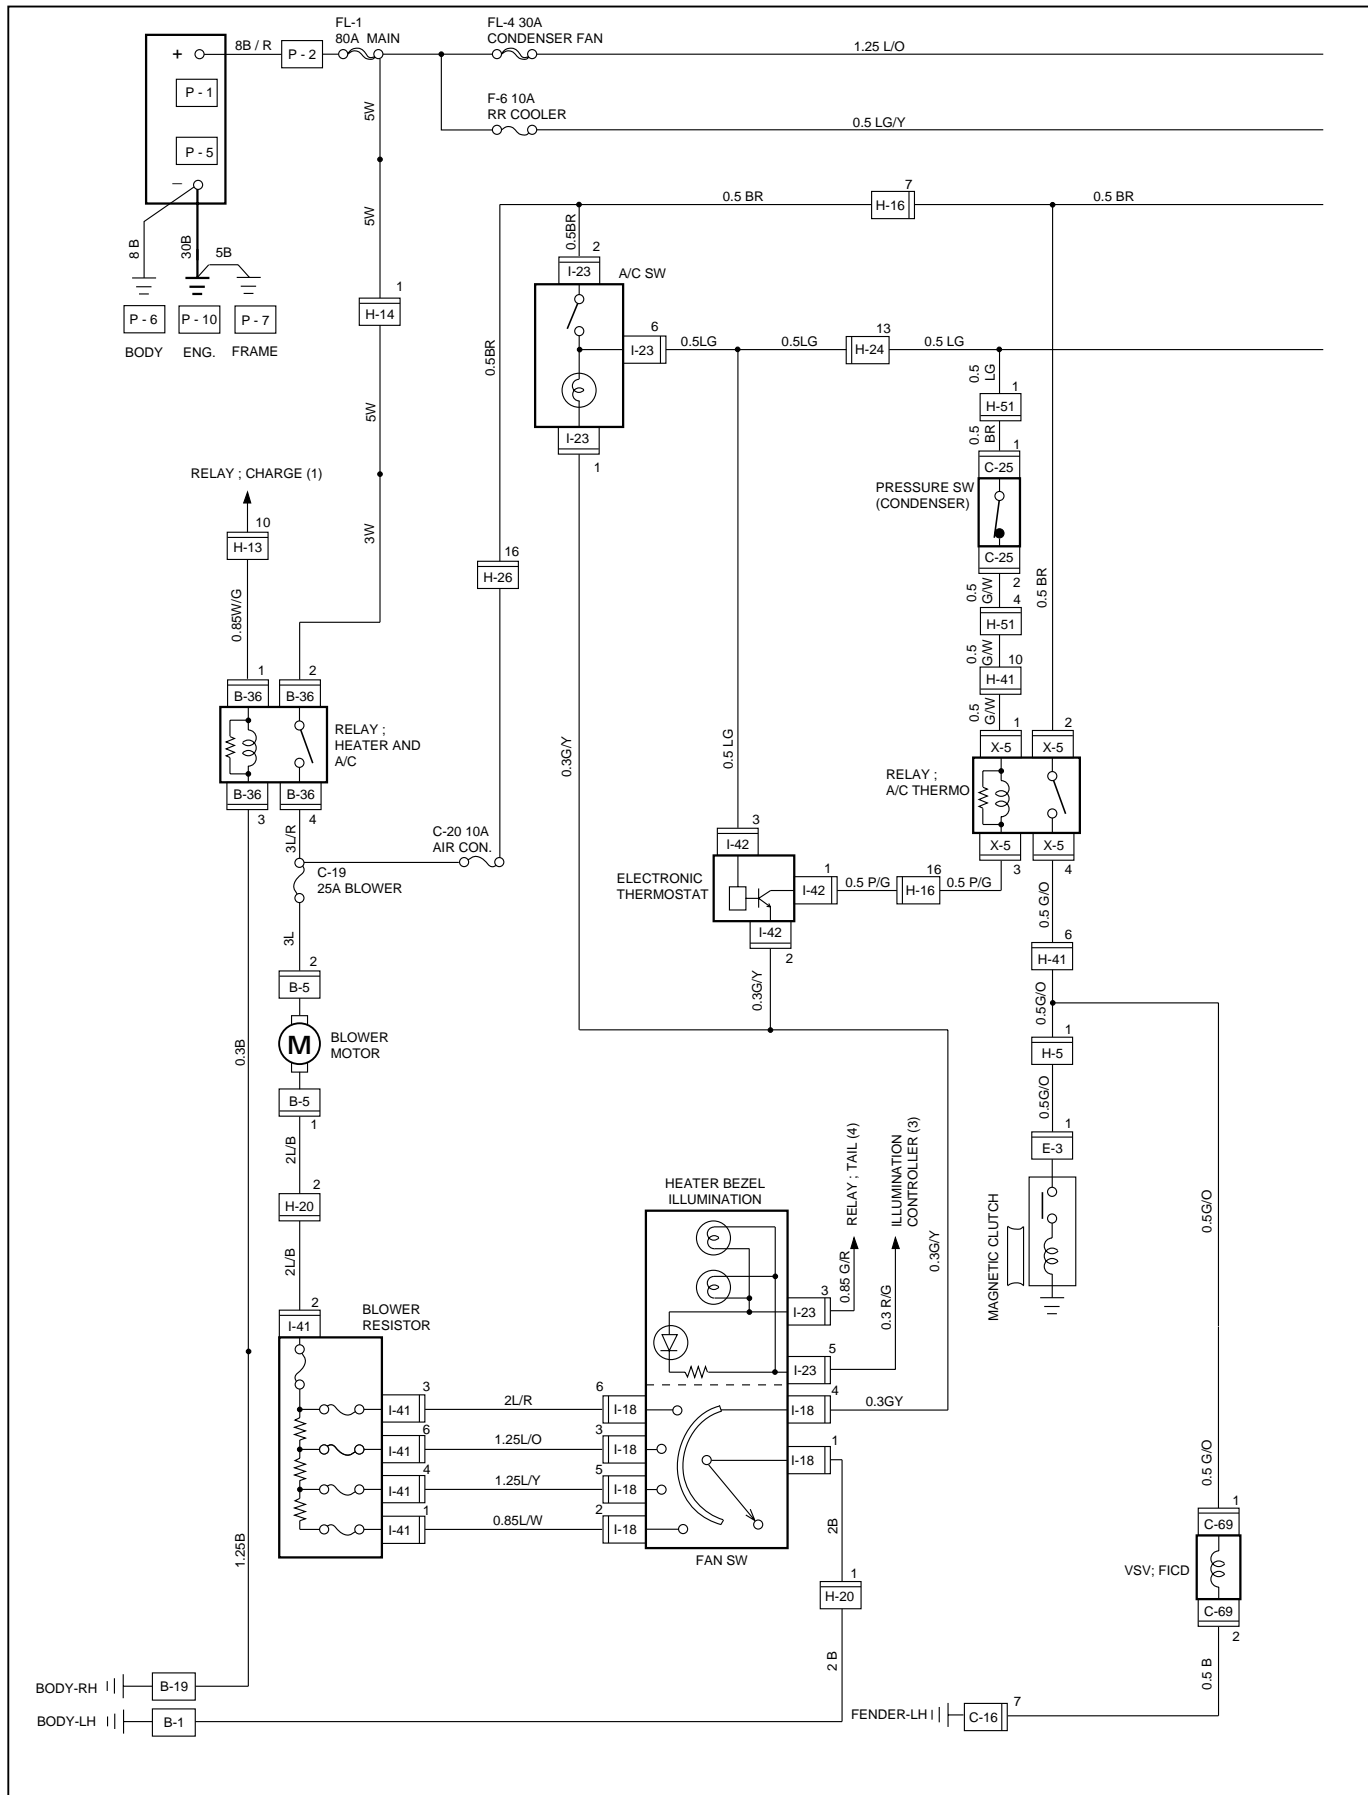 FL-1
80A  MAIN
FL-4 30A
CONDENSER FAN
+
8B / R
P - 2
1.25 L/O
P - 1
5W
F-6 10A
RR COOLER
0.5 LG/Y
P - 5
–
7
0.5 BR
H-16
0.5 BR
8 B
30B
5B
5W
0.5BR
2
I-23
A/C SW
P - 6
P - 10
P - 7
BODY
ENG.
FRAME
1
H-14
6
I-23
0.5LG
0.5LG
13
H-24
0.5 LG
0.5BR
0.5
LG
1
H-51
5W
I-23
1
0.5
BR
1
C-25
RELAY ; CHARGE (1)
PRESSURE SW
(CONDENSER)
10
H-13
3W
16
H-26
C-25
2
0.5
G/W
0.5 BR
4
H-51
0.85W/G
0.5
G/W
10
H-41
1
B-36
2
B-36
0.5
G/W
1
X-5
2
X-5
RELAY ;
HEATER AND
A/C
0.3G/Y
0.5 LG
RELAY ;
A/C THERMO
B-36
3
B-36
4
3L/R
C-20 10A
AIR CON.
3
I-42
X-5
3
X-5
4
C-19
25A BLOWER
ELECTRONIC
THERMOSTAT
1
I-42
0.5 P/G
16
H-16
0.5 P/G
0.5 G/O
I-42
2
3L
6
H-41
2
B-5
0.3G/Y
0.5G/O
M
BLOWER
MOTOR
0.3B
1
H-5
B-5
1
0.5G/O
2L/B
1
E-3
RELAY ; TAIL (4)
ILLUMINATION
CONTROLLER (3)
2
H-20
HEATER BEZEL
ILLUMINATION
MAGNETIC CLUTCH
0.5G/O
2L/B
0.85 G/R
0.3 R/G
0.3G/Y
2
I-41
BLOWER
RESISTOR
3
I-23
5
I-23
3
I-41
2L/R
6
I-18
4
I-18
0.3GY
6
I-41
1.25L/O
3
I-18
1
I-18
4
I-41
1.25L/Y
5
I-18
0.5 G/O
1
I-41
0.85L/W
2
I-18
2B
1
C-69
1.25B
FAN SW
VSV; FICD
1
H-20
C-69
2
2 B
0.5 B
BODY-RH
B-19
BODY-LH
B-1
FENDER-LH
C-16
7